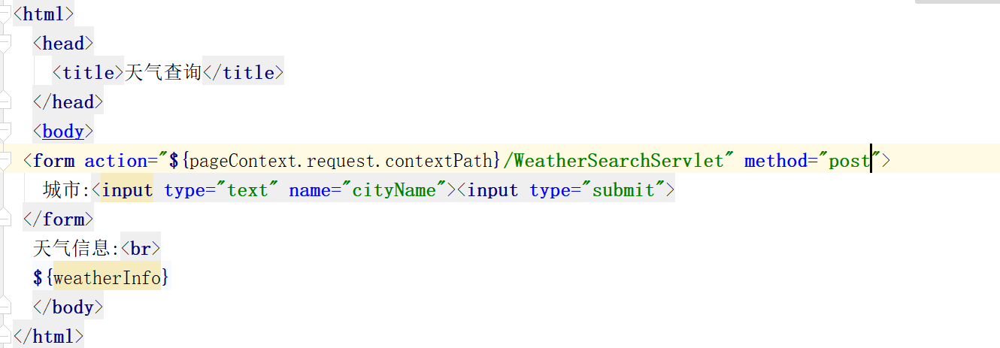 <html>
<head>
<title>天气查询</title>
</head>
<body>
<form action="${pageContext.request.contextPath}/WeatherSearchServlet" method="post">
城市:<input type="text" name="cityName"><input type="submit">
</form>
天气信息:<br>
${weatherInfo}
</body>
</html>